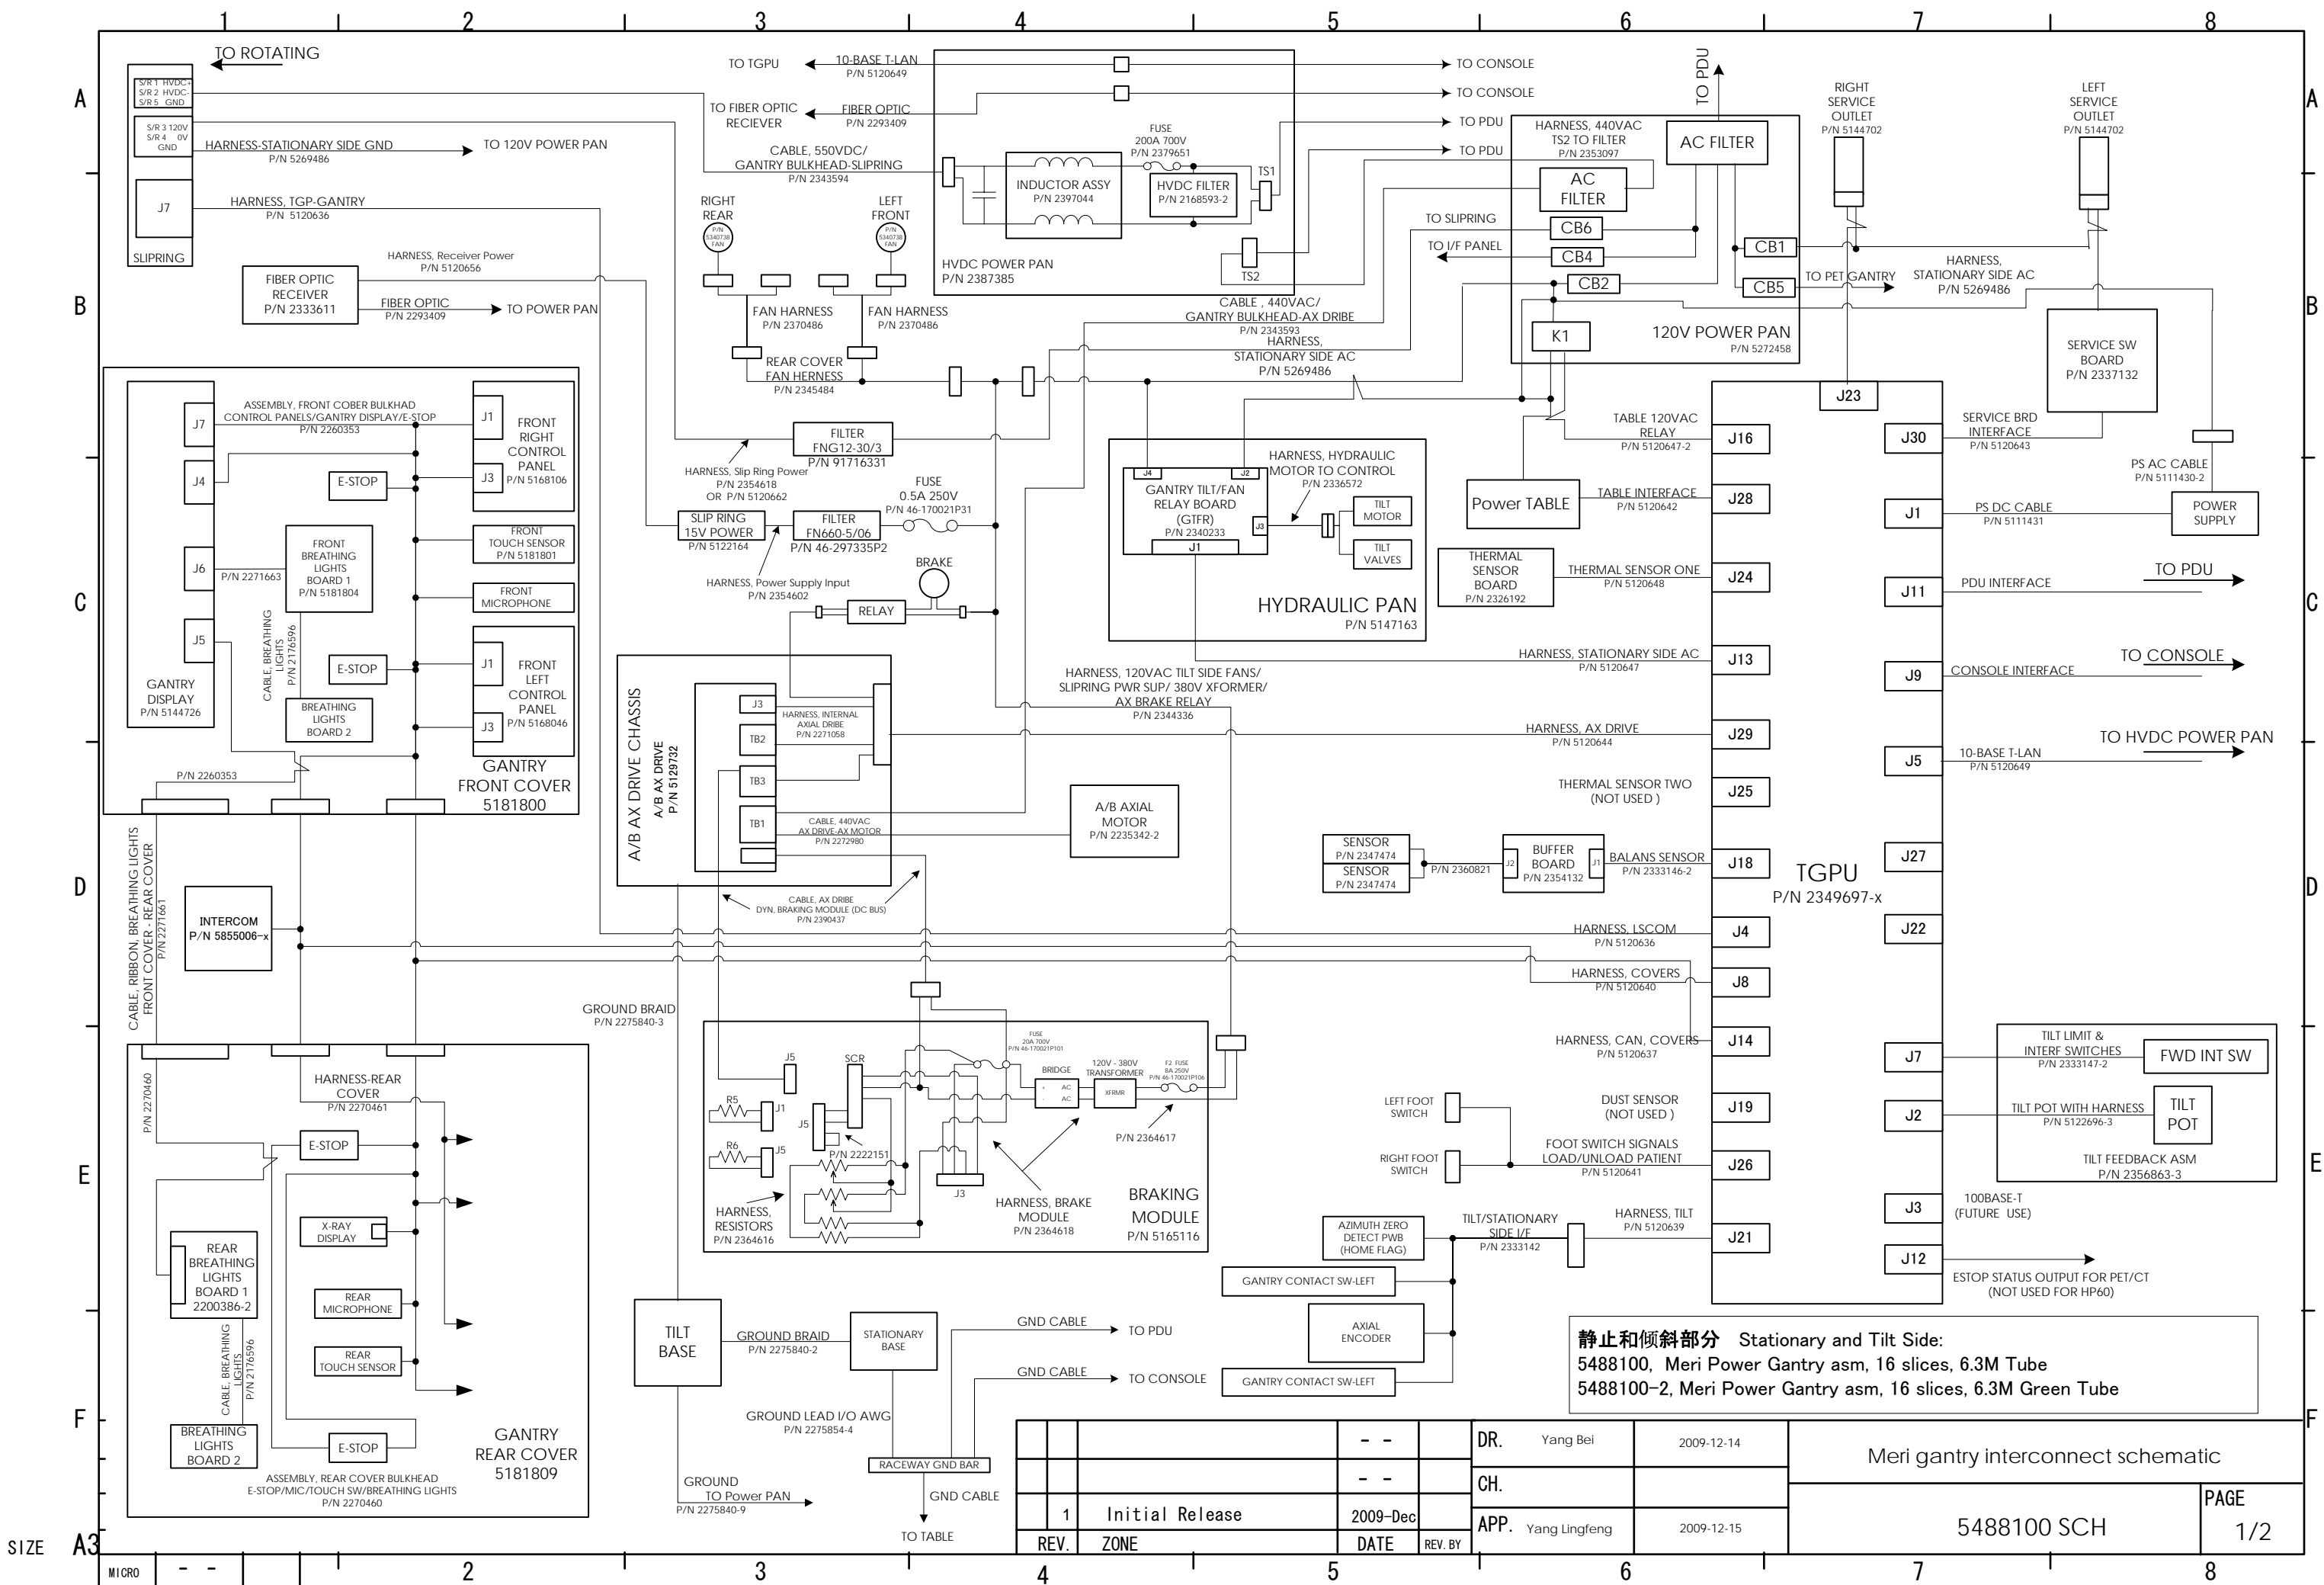 1 2 3 4 5 6 7 8
A
B
C
D
E
F
A
B
C
D
E
F
TO ROTATING
S/R 1 HVDC+
S/R 2 HVDC-
S/R 5 GND
S/R 3 120V
S/R 4 0V
GND
J7
SLIPRING
HARNESS-STATIONARY SIDE GND
P/N 5269486
TO 120V POWER PAN
HARNESS, TGP-GANTRY
P/N 5120636
HARNESS, Receiver Power
P/N 5120656
FIBER OPTIC
RECEIVER
P/N 2333611
FIBER OPTIC
P/N 2293409
TO POWER PAN
TO TGPU
10-BASE T-LAN
P/N 5120649
TO CONSOLE
TO FIBER OPTIC
RECIEVER
FIBER OPTIC
P/N 2293409
TO CONSOLE
CABLE, 550VDC/
GANTRY BULKHEAD-SLIPRING
P/N 2343594
FUSE
200A 700V
P/N 2379651
INDUCTOR ASSY
P/N 2397044
HVDC FILTER
P/N 2168593-2
TS1
TS2
HVDC POWER PAN
P/N 2387385
TO PDU
TO PDU
RIGHT
REAR
P/N
5340738
FAN
LEFT
FRONT
P/N
5340738
FAN
FAN HARNESS
P/N 2370486
FAN HARNESS
P/N 2370486
REAR COVER
FAN HERNESS
P/N 2345484
CABLE , 440VAC/
GANTRY BULKHEAD-AX DRIBE
P/N 2343593
HARNESS,
STATIONARY SIDE AC
P/N 5269486
TO PDU
HARNESS, 440VAC
TS2 TO FILTER
P/N 2353097
AC FILTER
AC
FILTER
TO SLIPRING
CB6
TO I/F PANEL
CB4
CB2
CB1
CB5
TO PET GANTRY
K1
120V POWER PAN
P/N 5272458
RIGHT
SERVICE
OUTLET
P/N 5144702
LEFT
SERVICE
OUTLET
P/N 5144702
HARNESS,
STATIONARY SIDE AC
P/N 5269486
SERVICE SW
BOARD
P/N 2337132
J7
J4
J6
J5
GANTRY
DISPLAY
P/N 5144726
ASSEMBLY, FRONT COBER BULKHAD
CONTROL PANELS/GANTRY DISPLAY/E-STOP
P/N 2260353
J1
J3
FRONT
RIGHT
CONTROL
PANEL
P/N 5168106
E-STOP
FRONT
TOUCH SENSOR
P/N 5181801
FRONT
BREATHING
LIGHTS
BOARD 1
P/N 5181804
P/N 2271663
FRONT
MICROPHONE
CABLE, BREATHING
LIGHTS
P/N 2176596
E-STOP
J1
J3
FRONT
LEFT
CONTROL
PANEL
P/N 5168046
BREATHING
LIGHTS
BOARD 2
P/N 2260353
GANTRY
FRONT COVER
5181800
FILTER
FNG12-30/3
P/N 91716331
HARNESS, Slip Ring Power
P/N 2354618
OR P/N 5120662
FUSE
0.5A 250V
P/N 46-170021P31
SLIP RING
15V POWER
P/N 5122164
FILTER
FN660-5/06
P/N 46-297335P2
HARNESS, Power Supply Input
P/N 2354602
BRAKE
RELAY
J4
J2
GANTRY TILT/FAN
RELAY BOARD
(GTFR)
P/N 2340233
J3
J1
HARNESS, HYDRAULIC
MOTOR TO CONTROL
P/N 2336572
TILT
MOTOR
TILT
VALVES
HYDRAULIC PAN
P/N 5147163
TABLE 120VAC
RELAY
P/N 5120647-2
Power TABLE
TABLE INTERFACE
P/N 5120642
THERMAL
SENSOR
BOARD
P/N 2326192
THERMAL SENSOR ONE
P/N 5120648
HARNESS, STATIONARY SIDE AC
P/N 5120647
HARNESS, AX DRIVE
P/N 5120644
THERMAL SENSOR TWO
(NOT USED )
J23
J16
J28
J24
J13
J29
J25
J18
J4
J8
J14
J19
J26
J21
TGPU
P/N 2349697-x
J30
J1
J11
J9
J5
J27
J22
J7
J2
J3
J12
SERVICE BRD
INTERFACE
P/N 5120643
PS AC CABLE
P/N 5111430-2
PS DC CABLE
P/N 5111431
POWER
SUPPLY
PDU INTERFACE
TO PDU
CONSOLE INTERFACE
TO CONSOLE
10-BASE T-LAN
P/N 5120649
TO HVDC POWER PAN
A/B AX DRIVE CHASSIS
A/B AX DRIVE
P/N 5129732
J3
TB2
TB3
TB1
HARNESS, INTERNAL
AXIAL DRIBE
P/N 2271058
CABLE, 440VAC
AX DRIVE-AX MOTOR
P/N 2272980
HARNESS, 120VAC TILT SIDE FANS/
SLIPRING PWR SUP/ 380V XFORMER/
AX BRAKE RELAY
P/N 2344336
A/B AXIAL
MOTOR
P/N 2235342-2
CABLE, AX DRIBE
DYN, BRAKING MODULE (DC BUS)
P/N 2390437
SENSOR
P/N 2347474
SENSOR
P/N 2347474
P/N 2360821
J2
BUFFER
BOARD
P/N 2354132
J1
BALANS SENSOR
P/N 2333146-2
HARNESS, LSCOM
P/N 5120636
HARNESS, COVERS
P/N 5120640
HARNESS, CAN, COVERS
P/N 5120637
CABLE, RIBBON, BREATHING LIGHTS
FRONT COVER - REAR COVER
P/N 2271661
INTERCOM
P/N 5855006-x
GROUND BRAID
P/N 2275840-3
P/N 2270460
HARNESS-REAR
COVER
P/N 2270461
E-STOP
X-RAY
DISPLAY
REAR
BREATHING
LIGHTS
BOARD 1
2200386-2
REAR
MICROPHONE
REAR
TOUCH SENSOR
CABLE, BREATHING
LIGHTS
P/N 2176596
BREATHING
LIGHTS
BOARD 2
E-STOP
ASSEMBLY, REAR COVER BULKHEAD
E-STOP/MIC/TOUCH SW/BREATHING LIGHTS
P/N 2270460
GANTRY
REAR COVER
5181809
J5
SCR
R5
J1
R6
J5
J5
P/N 2222151
HARNESS,
RESISTORS
P/N 2364616
FUSE
20A 700V
P/N 46-170021P101
BRIDGE
+ AC
- AC
120V - 380V
TRANSFORMER
XFRMR
F2 FUSE
8A 250V
P/N 46-170021P106
P/N 2364617
J3
HARNESS, BRAKE
MODULE
P/N 2364618
BRAKING
MODULE
P/N 5165116
LEFT FOOT
SWITCH
RIGHT FOOT
SWITCH
DUST SENSOR
(NOT USED )
FOOT SWITCH SIGNALS
LOAD/UNLOAD PATIENT
P/N 5120641
AZIMUTH ZERO
DETECT PWB
(HOME FLAG)
TILT/STATIONARY
SIDE I/F
P/N 2333142
HARNESS, TILT
P/N 5120639
GANTRY CONTACT SW-LEFT
AXIAL
ENCODER
GANTRY CONTACT SW-LEFT
TILT LIMIT &
INTERF SWITCHES
P/N 2333147-2
FWD INT SW
TILT POT WITH HARNESS
P/N 5122696-3
TILT
POT
TILT FEEDBACK ASM
P/N 2356863-3
100BASE-T
(FUTURE USE)
ESTOP STATUS OUTPUT FOR PET/CT
(NOT USED FOR HP60)
TILT
BASE
GROUND BRAID
P/N 2275840-2
STATIONARY
BASE
GND CABLE
TO PDU
GND CABLE
TO CONSOLE
GROUND LEAD I/O AWG
P/N 2275854-4
RACEWAY GND BAR
GROUND
TO Power PAN
P/N 2275840-9
GND CABLE
TO TABLE
静止和倾斜部分 Stationary and Tilt Side:
5488100, Meri Power Gantry asm, 16 slices, 6.3M Tube
5488100-2, Meri Power Gantry asm, 16 slices, 6.3M Green Tube
- -
- -
1 Initial Release 2009-Dec
REV. ZONE DATE REV. BY
DR. Yang Bei 2009-12-14
CH.
APP. Yang Lingfeng 2009-12-15
Meri gantry interconnect schematic
5488100 SCH
PAGE
1/2
SIZE A3
MICRO - -
2 3 4 5 6 7 8